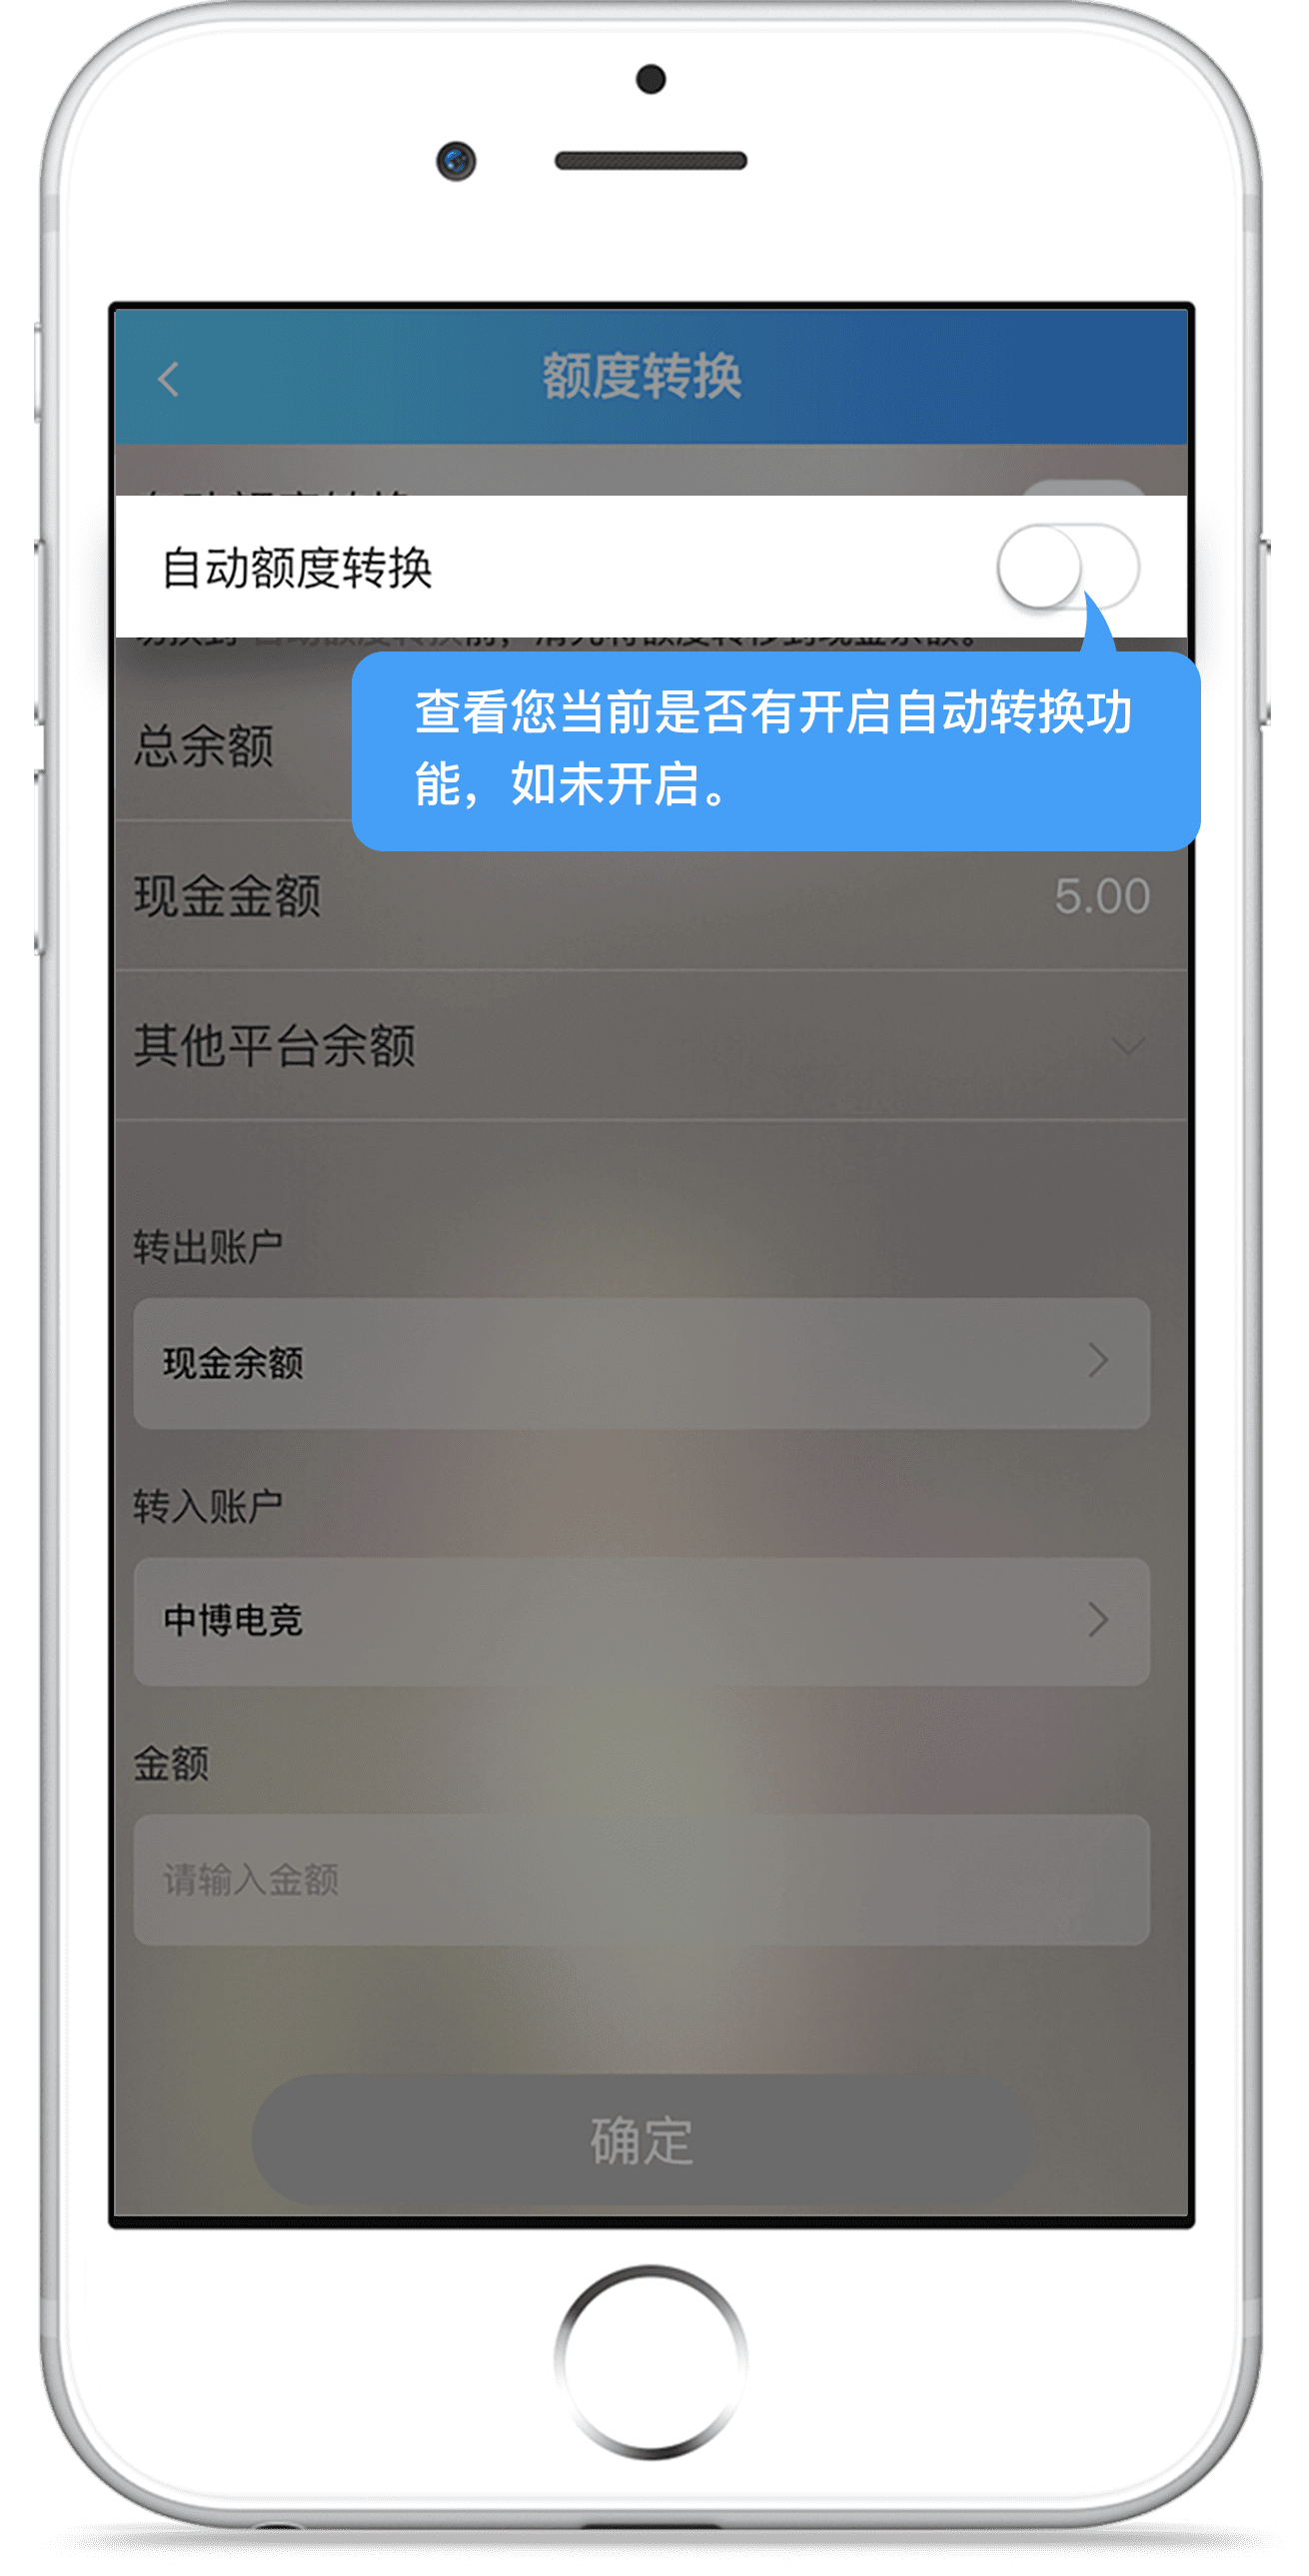 额度转换
自动额度转换
查看您当前是否有开启自动转换功
能，如未开启。
总余额
现金金额 5.00
其他平台余额
转出账户
现金余额
转入账户
中博电竞
金额
请输入金额
确定